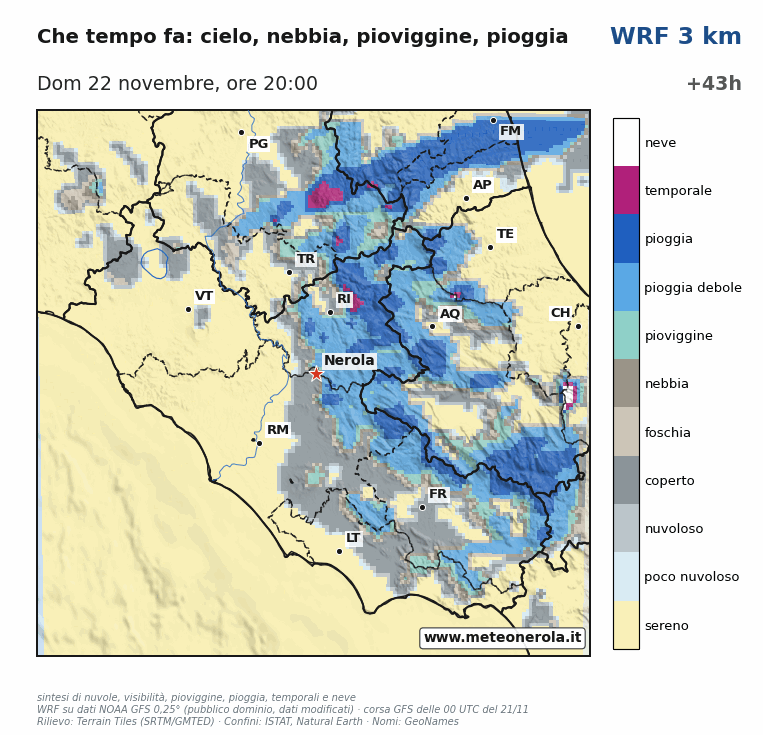 Che tempo fa: cielo, nebbia, pioviggine, pioggia
WRF 3 km
Dom 22 novembre, ore 20:00
+43h
PG
FM
AP
TE
TR
VT
RI
AQ
CH
Nerola
RM
FR
LT
www.meteonerola.it
neve
temporale
pioggia
pioggia debole
pioviggine
nebbia
foschia
coperto
nuvoloso
poco nuvoloso
sereno
sintesi di nuvole, visibilità, pioviggine, pioggia, temporali e neve
WRF su dati NOAA GFS 0,25° (pubblico dominio, dati modificati) · corsa GFS delle 00 UTC del 21/11
Rilievo: Terrain Tiles (SRTM/GMTED) · Confini: ISTAT, Natural Earth · Nomi: GeoNames